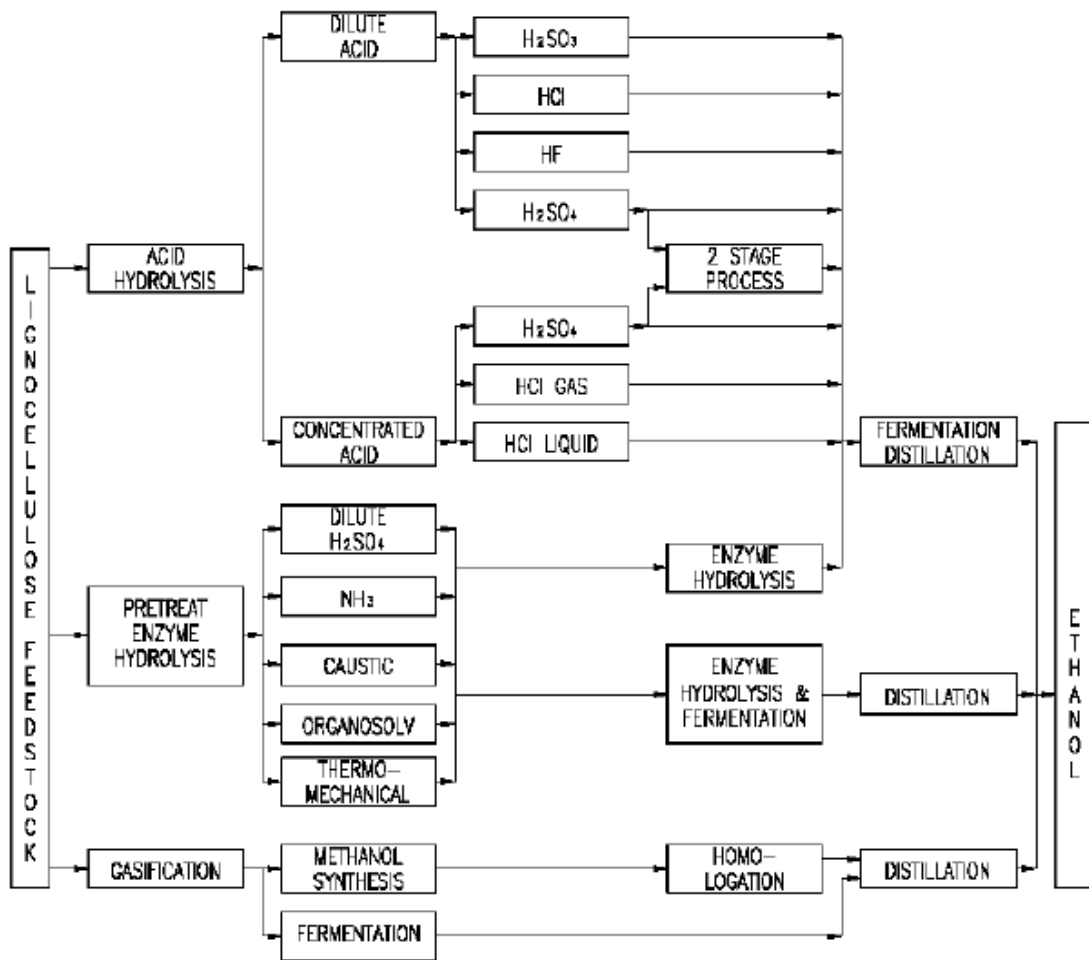 DILUTE
ACID
H₂SO₃
HCl
HF
H₂SO₄
ACID
HYDROLYSIS
2 STAGE
PROCESS
H₂SO₄
HCl GAS
CONCENTRATED
ACID
HCl LIQUID
FERMENTATION
DISTILLATION
LIGNOCELLULOSE FEEDSTOCK
DILUTE
H₂SO₄
ENZYME
HYDROLYSIS
NH₃
PRETREAT
ENZYME
HYDROLYSIS
CAUSTIC
ENZYME
HYDROLYSIS &
FERMENTATION
DISTILLATION
ETHANOL
ORGANOSOLV
THERMO-
MECHANICAL
GASIFICATION
METHANOL
SYNTHESIS
HOMO-
LOGATION
DISTILLATION
FERMENTATION